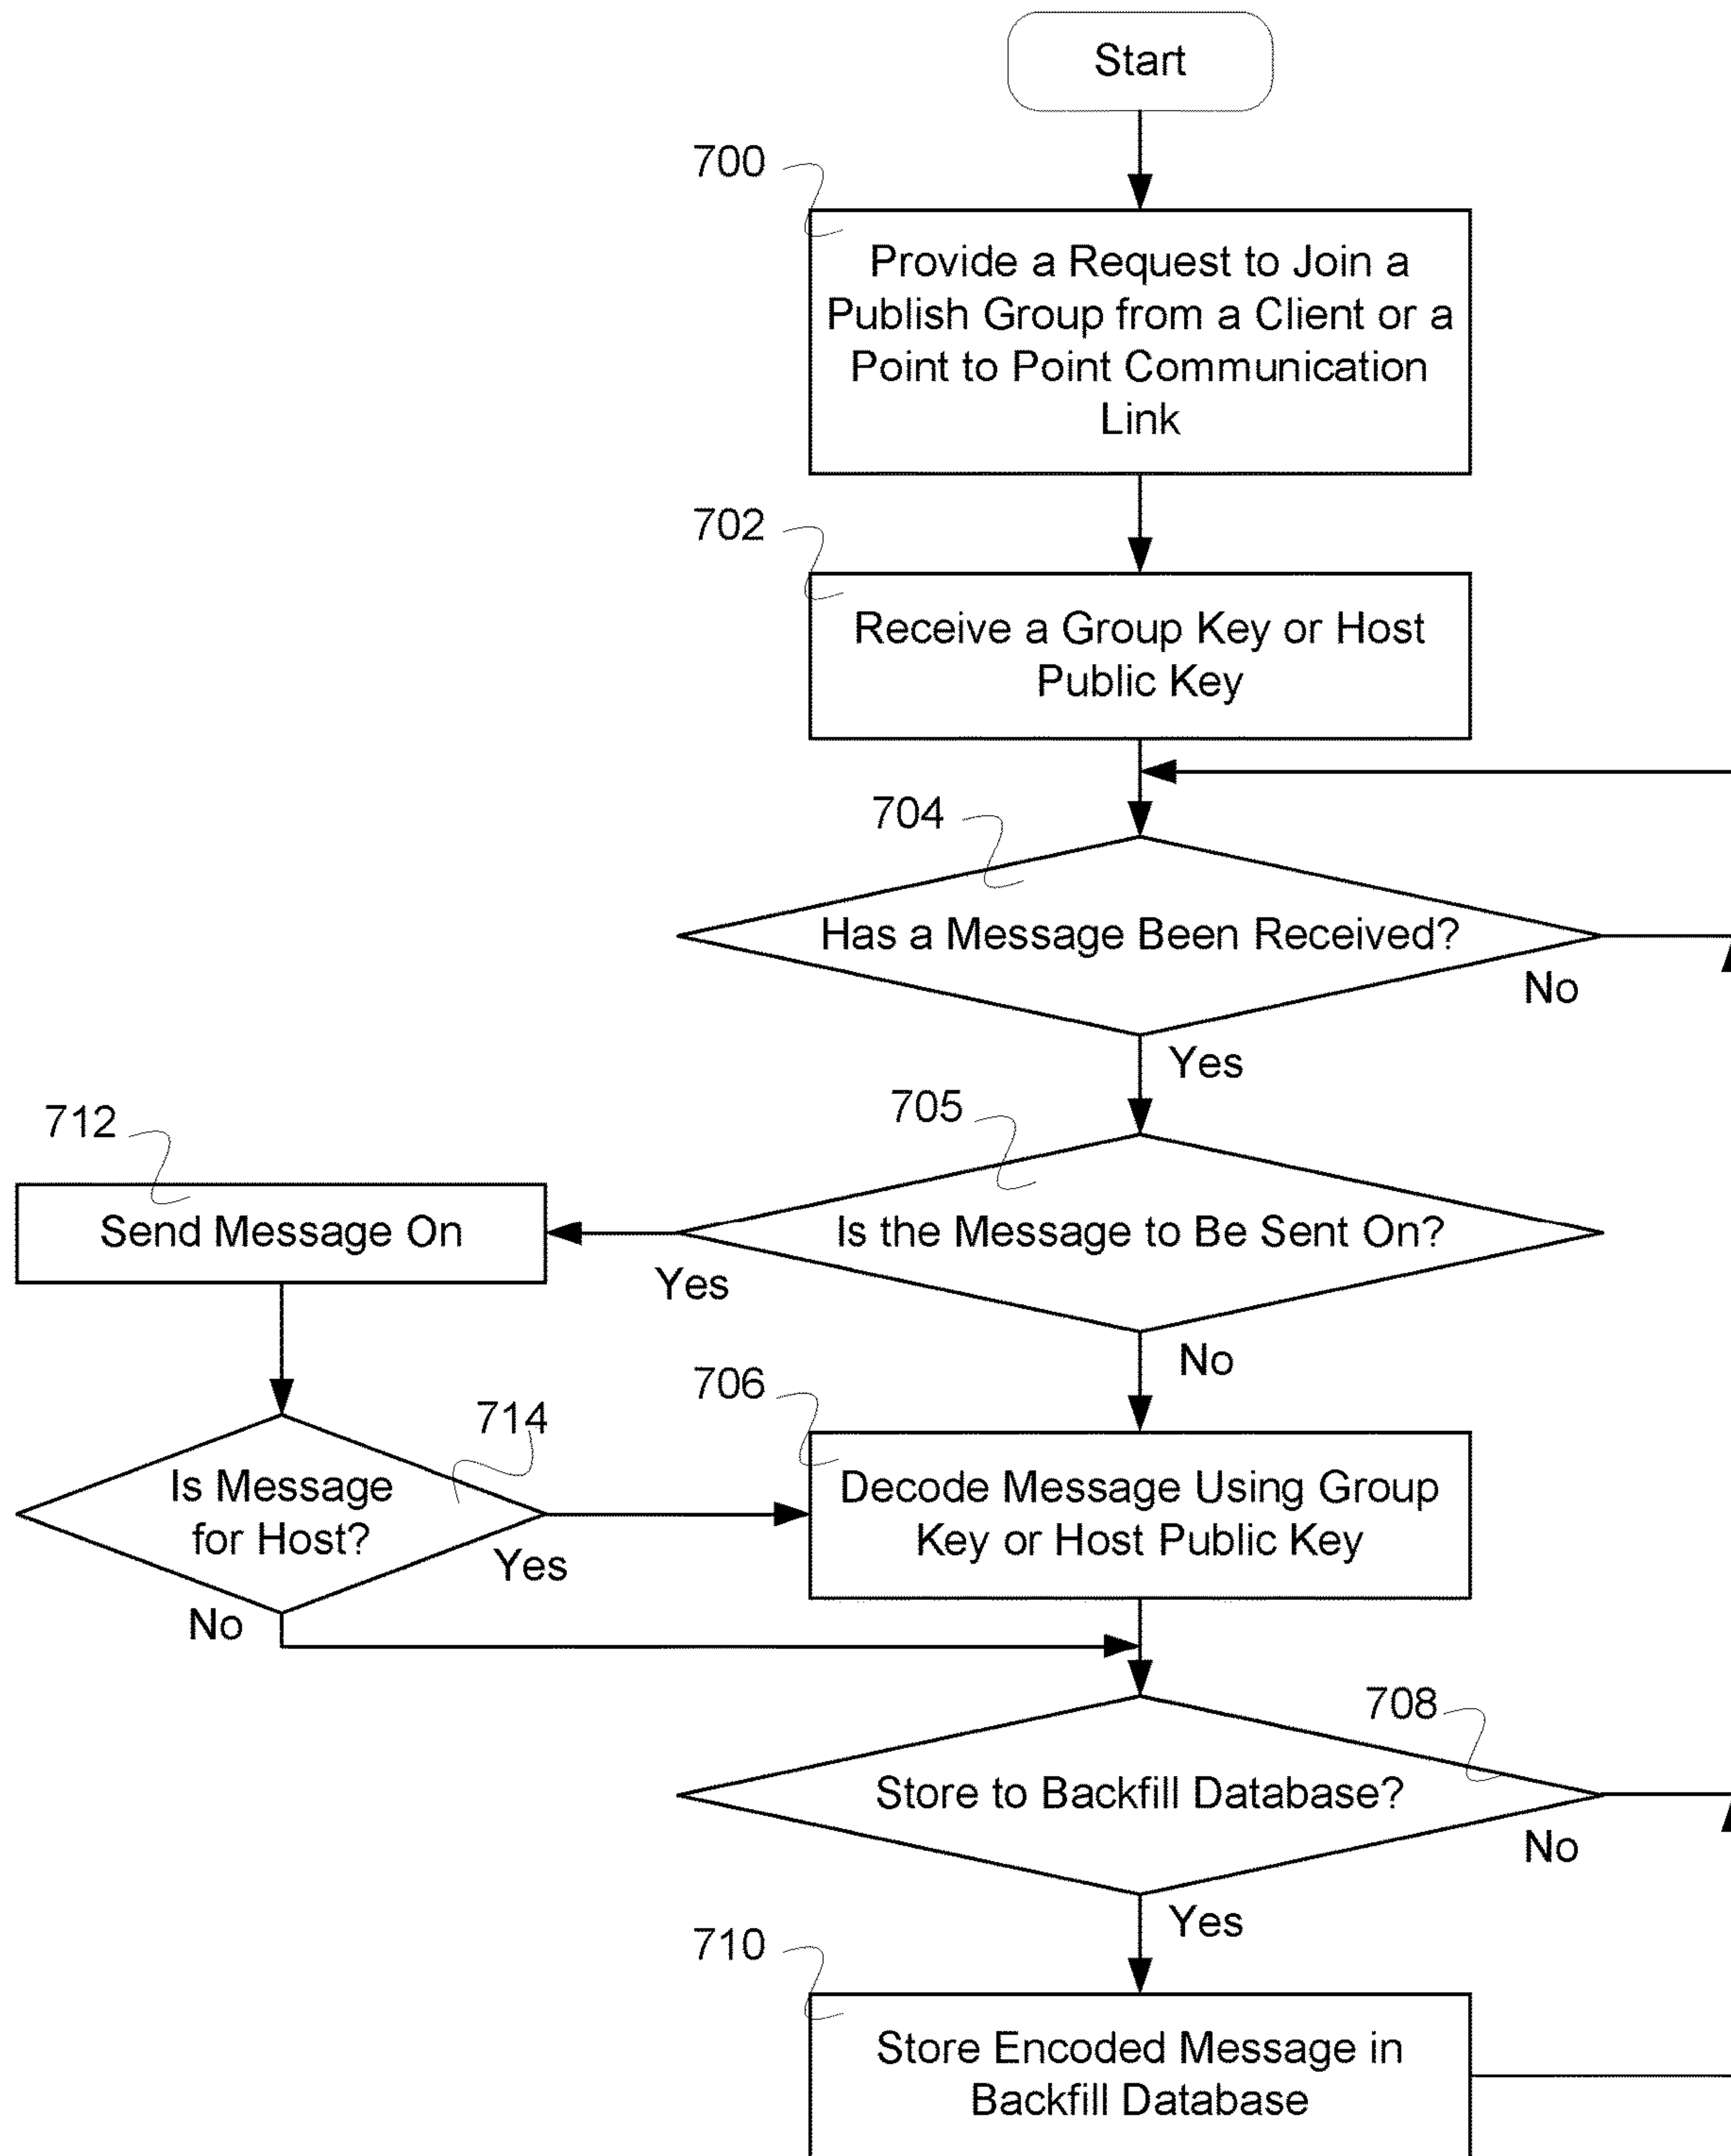 Start
700
Provide a Request to Join a
Publish Group from a Client or a
Point to Point Communication
Link
702
Receive a Group Key or Host
Public Key
704
Has a Message Been Received?
No
Yes
705
712
Is the Message to Be Sent On?
Send Message On
Yes
No
706
714
Decode Message Using Group
Key or Host Public Key
Is Message
for Host?
Yes
No
708
Store to Backfill Database?
No
Yes
710
Store Encoded Message in
Backfill Database